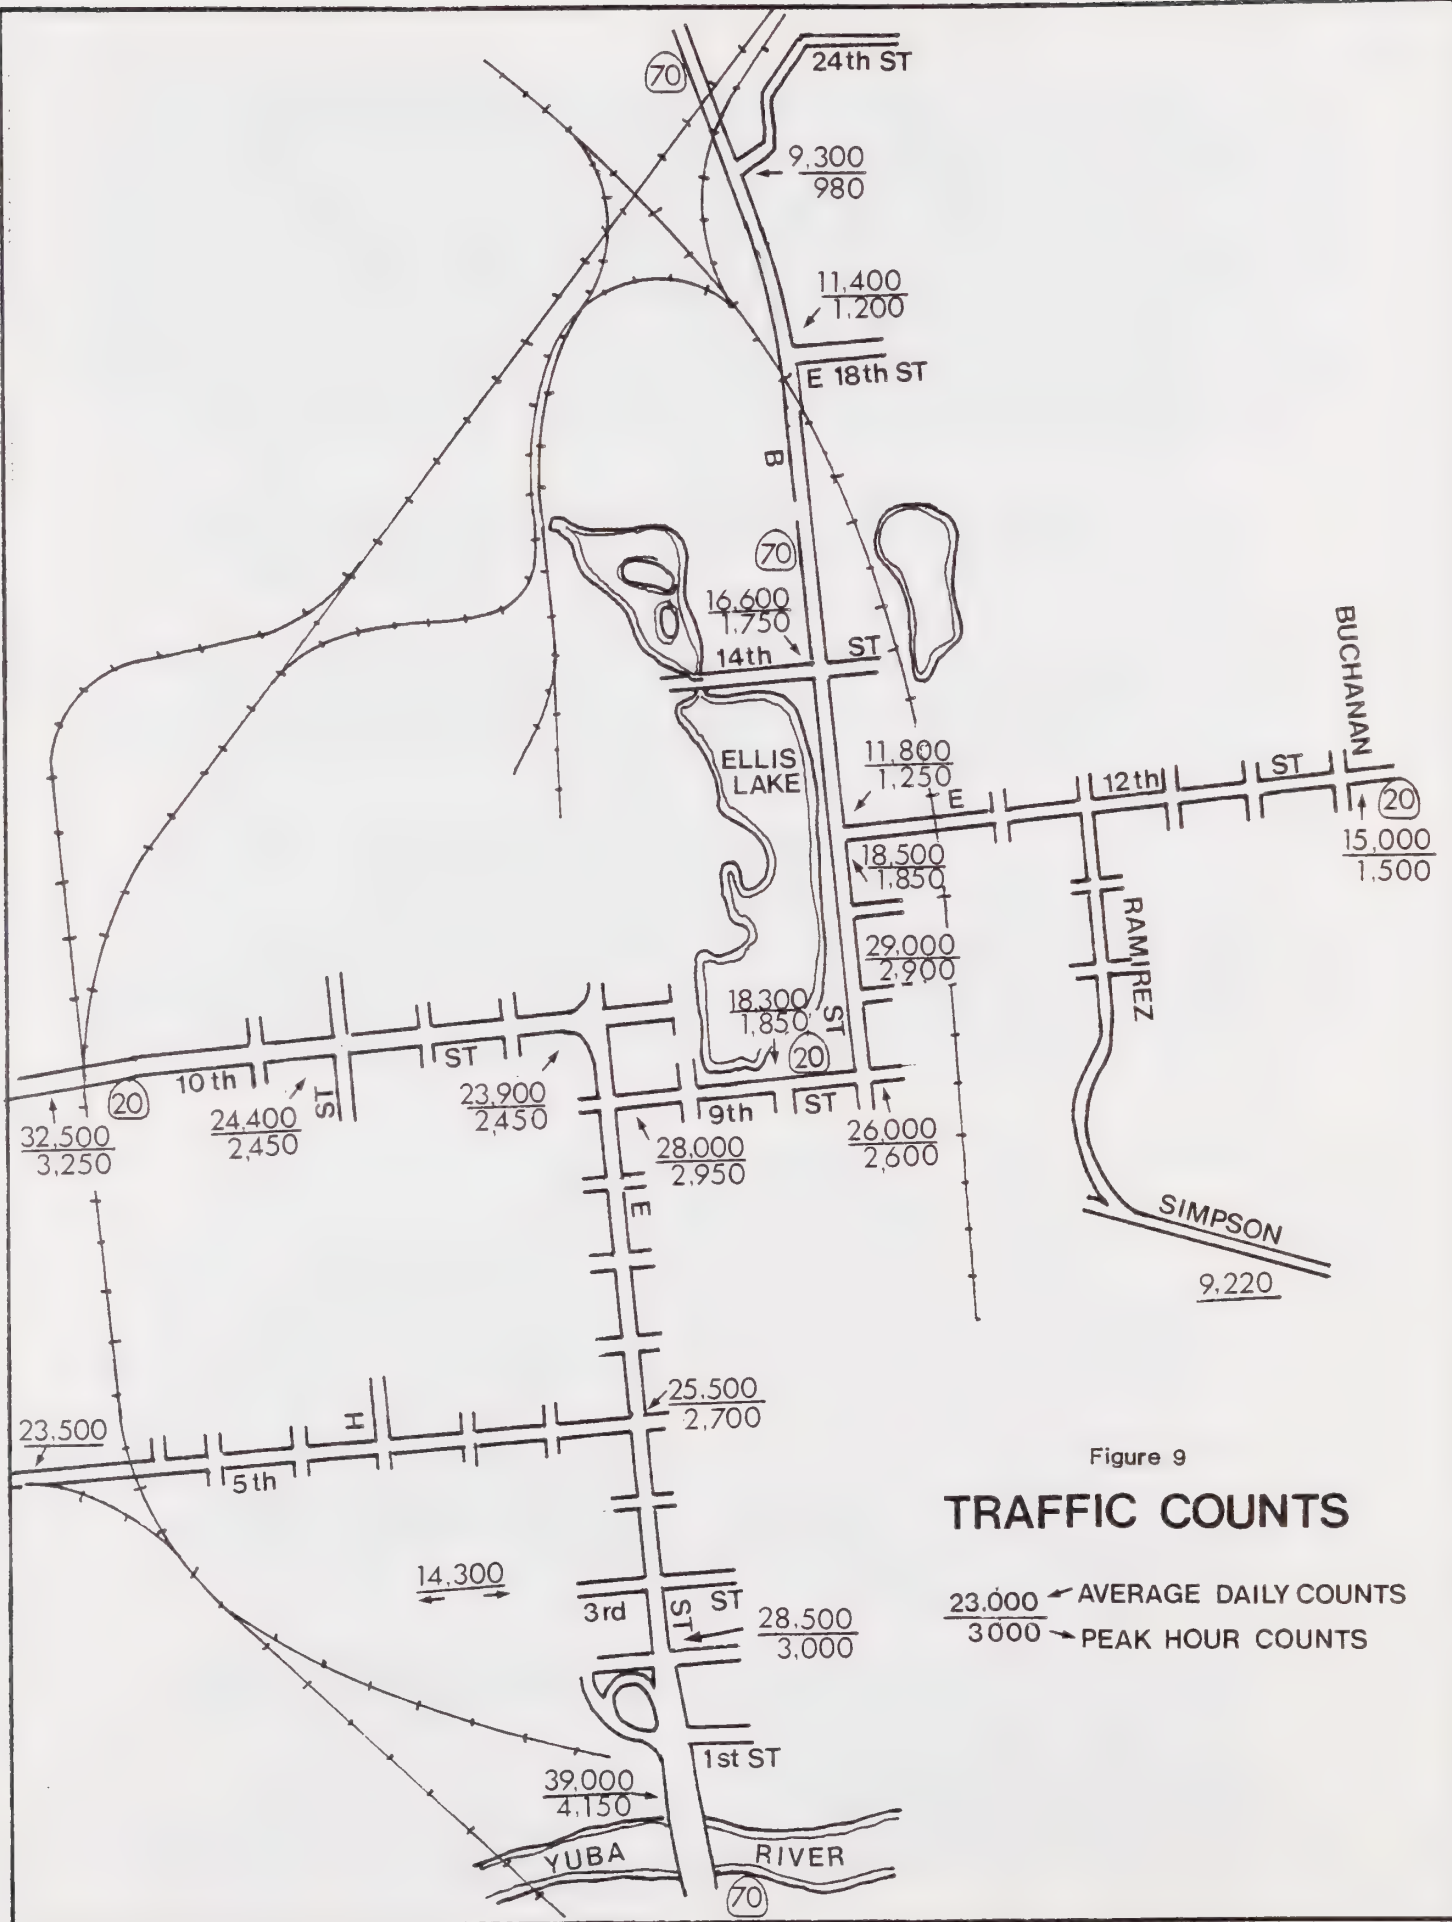 70
24th ST
9,300
980
11,400
1,200
E 18th ST
B
70
16,600
1,750
14th ST
BUCHANAN
ELLIS
LAKE
11,800
1,250
E 12th ST
20
15,000
1,500
18,500
1,850
RAMIREZ
29,000
2,900
18,300
1,850
ST
20
10th ST
20
ST
32,500
3,250
24,400
2,450
23,900
2,450
9th ST
28,000
2,950
26,000
2,600
E
SIMPSON
9,220
25,500
2,700
H
23,500
5th
Figure 9
TRAFFIC COUNTS
14,300
3rd ST
ST
28,500
3,000
23,000 AVERAGE DAILY COUNTS
3000 PEAK HOUR COUNTS
1st ST
39,000
4,150
YUBA RIVER
70